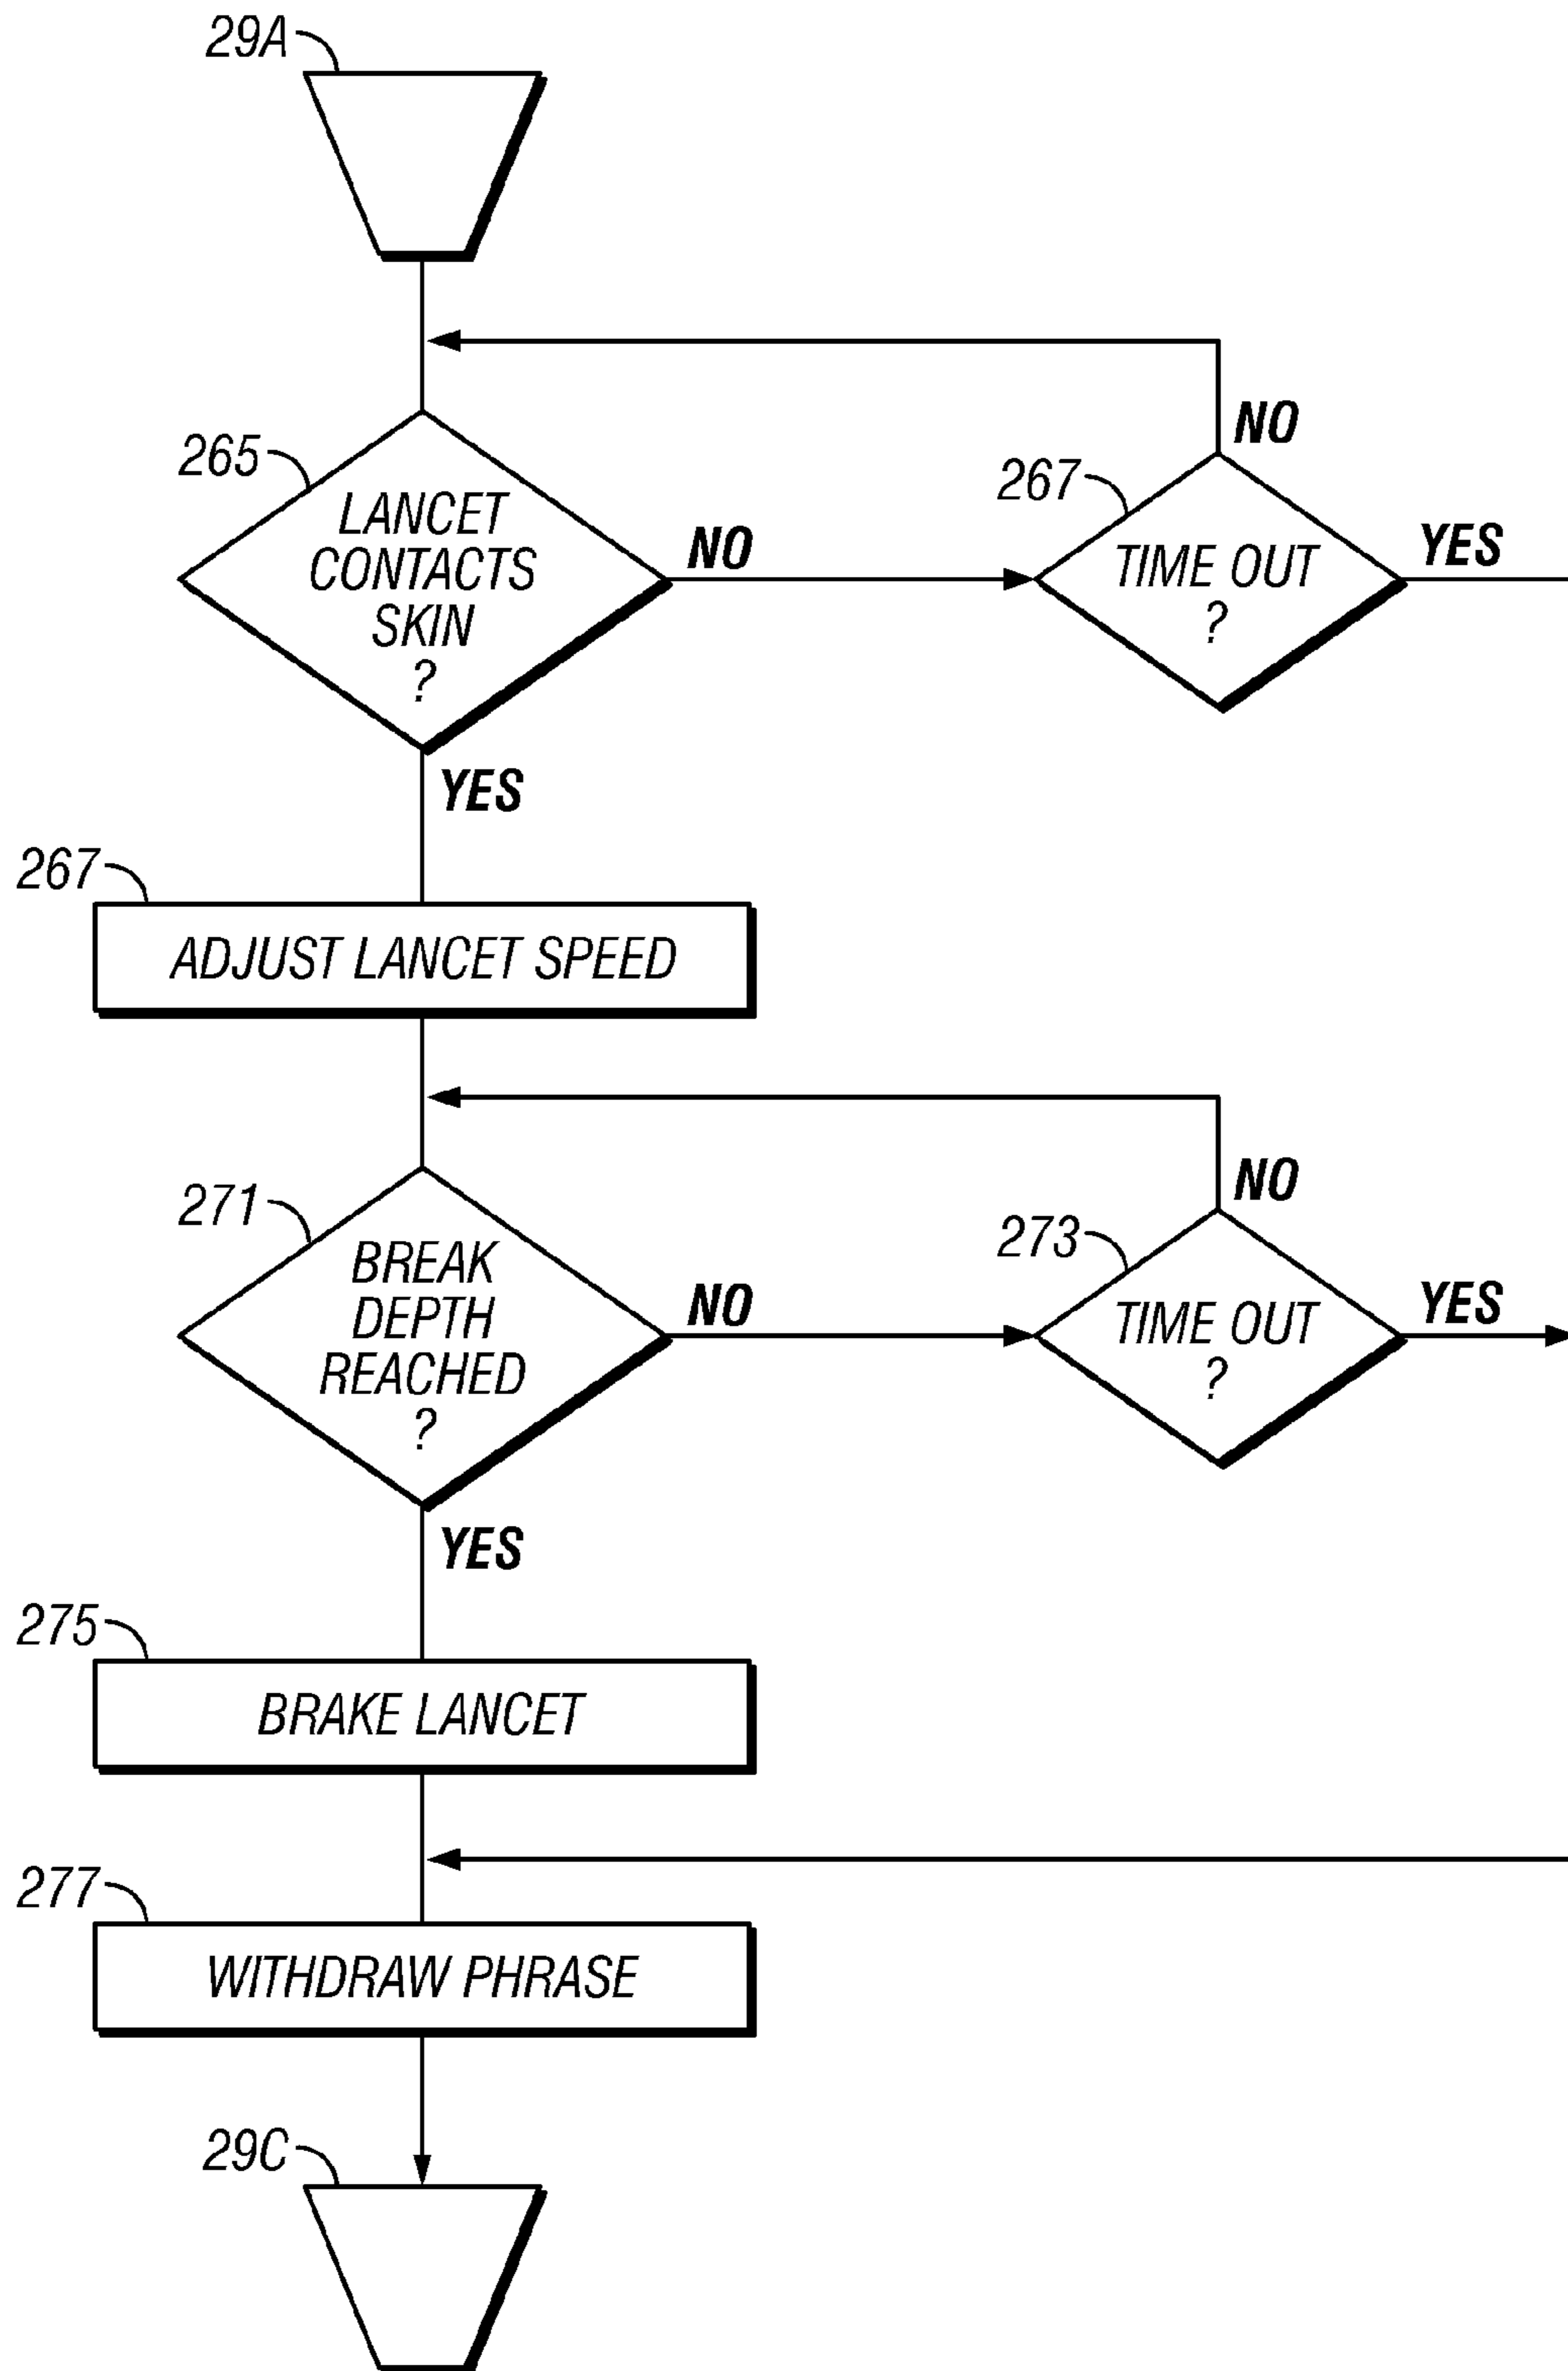 29A
NO
265
LANCET
CONTACTS
SKIN
?
NO
267
TIME OUT
?
YES
YES
267
ADJUST LANCET SPEED
NO
271
BREAK
DEPTH
REACHED
?
NO
273
TIME OUT
?
YES
YES
275
BRAKE LANCET
277
WITHDRAW PHRASE
29C